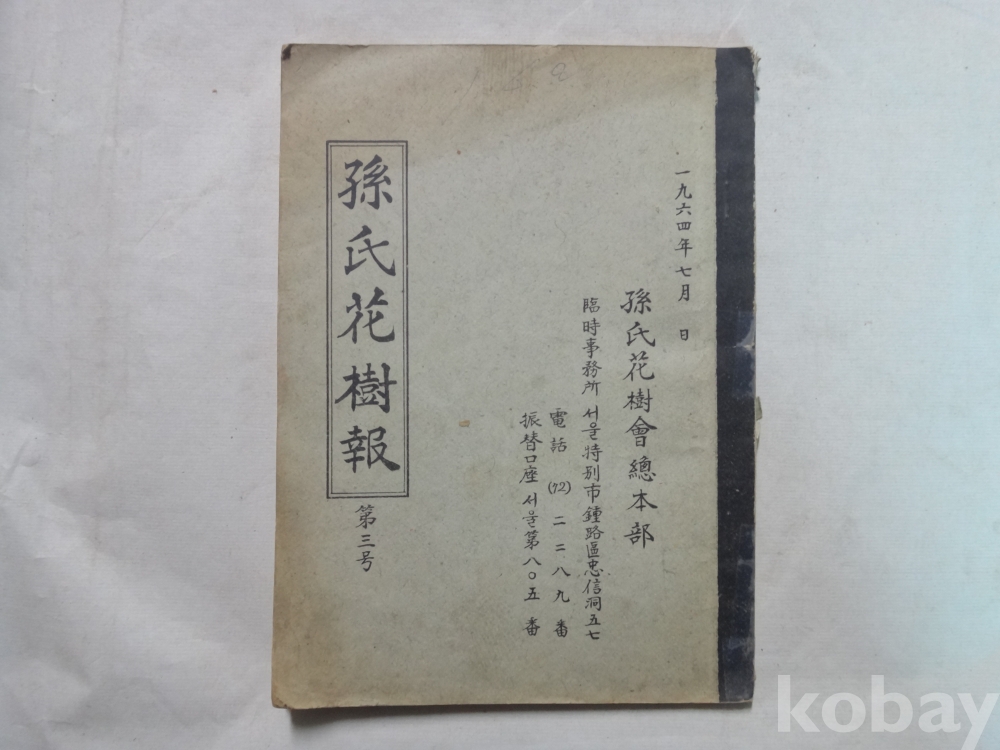 一九六四年七月　日
孫氏花樹會總本部
臨時事務所 서울特別市鍾路區忠信洞五七
電話 (72) 二二八九番
振替口座 서울第八〇五番
孫氏花樹報
第三号
kobay